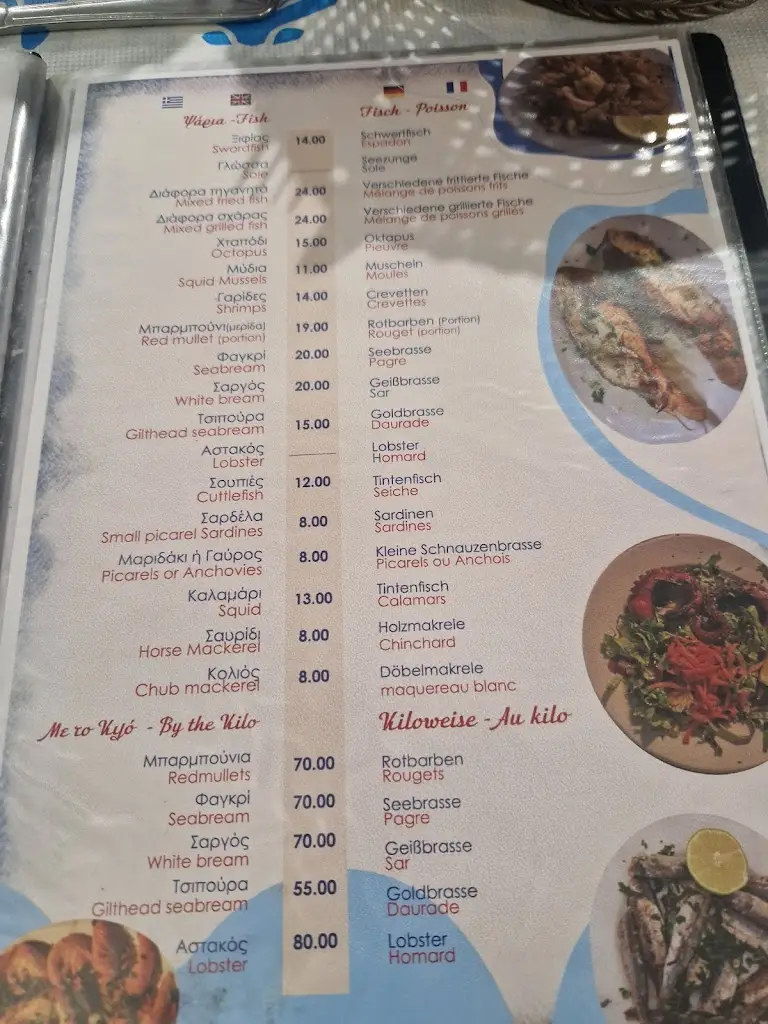 Ψάρια - Fish
Fisch - Poisson
Ξιφίας
Swordfish
14.00
Schwertfisch
Espadon
Γλώσσα
Sole
Seezunge
Sole
Διάφορα τηγανητά
Mixed fried fish
24.00
Verschiedene frittierte Fische
Mélange de poissons frits
Διάφορα σχάρας
Mixed grilled fish
24.00
Verschiedene grillierte Fische
Mélange de poissons grillés
Χταπόδι
Octopus
15.00
Oktapus
Pieuvre
Μύδια
Squid Mussels
11.00
Muscheln
Moules
Γαρίδες
Shrimps
14.00
Crevetten
Crevettes
Μπαρμπούνι(μερίδα)
Red mullet (portian)
19.00
Rotbarben (Portion)
Rouget (portion)
Φαγκρί
Seabream
20.00
Seebrasse
Pagre
Σαργός
White bream
20.00
Geißbrasse
Sar
Τσιπούρα
Gilthead seabream
15.00
Goldbrasse
Daurade
Αστακός
Lobster
Lobster
Homard
Σουπιές
Cuttlefish
12.00
Tintenfisch
Seiche
Σαρδέλα
Small picarel Sardines
8.00
Sardinen
Sardines
Μαριδάκι ή Γαύρος
Picarels or Anchovies
8.00
Kleine Schnauzenbrasse
Picarels ou Anchois
Καλαμάρι
Squid
13.00
Tintenfisch
Calamars
Σαυρίδι
Horse Mackerel
8.00
Holzmakrele
Chinchard
Κολιός
Chub mackerel
8.00
Döbelmakrele
maquereau blanc
Με το Κιλό - By the Kilo
Kiloweise - Au kilo
Μπαρμπούνια
Redmullets
70.00
Rotbarben
Rougets
Φαγκρί
Seabream
70.00
Seebrasse
Pagre
Σαργός
White bream
70.00
Geißbrasse
Sar
Τσιπούρα
Gilthead seabream
55.00
Goldbrasse
Daurade
Αστακός
Lobster
80.00
Lobster
Homard